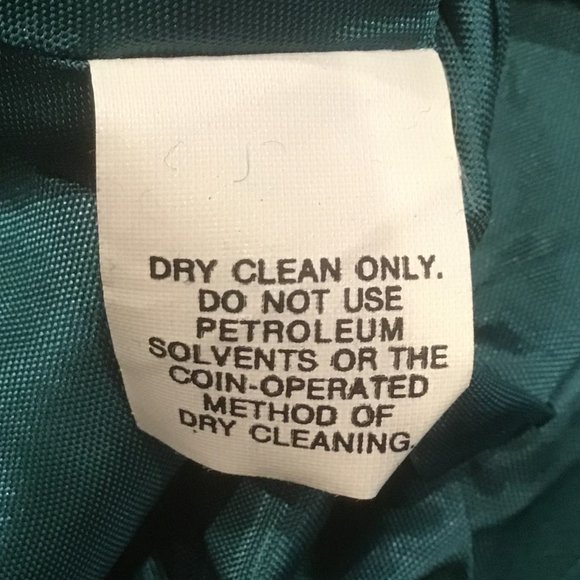 DRY CLEAN ONLY.
DO NOT USE
PETROLEUM
SOLVENTS OR THE
COIN-OPERATED
METHOD OF
DRY CLEANING.